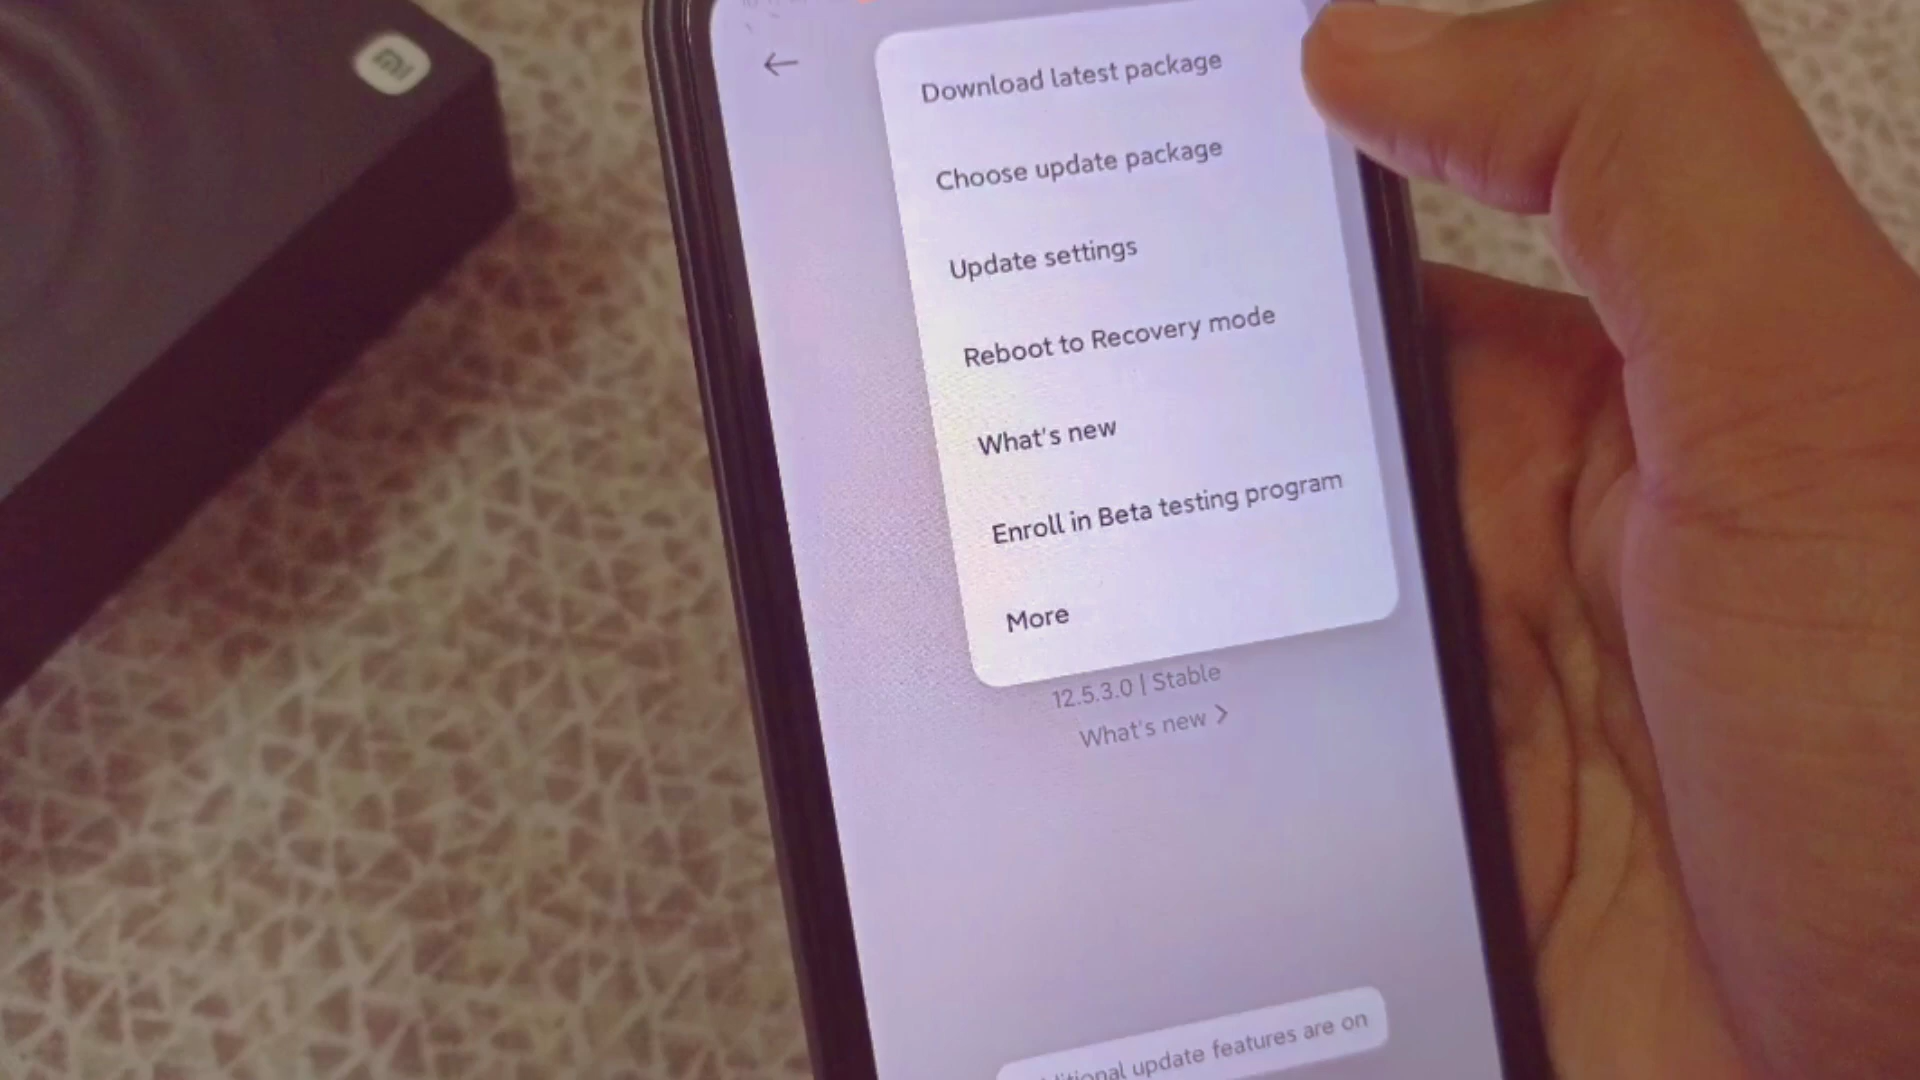 Download latest package
Choose update package
Update settings
Reboot to Recovery mode
What's new
Enroll in Beta testing program
More
12.5.3.0 | Stable
What's new >
update features are on